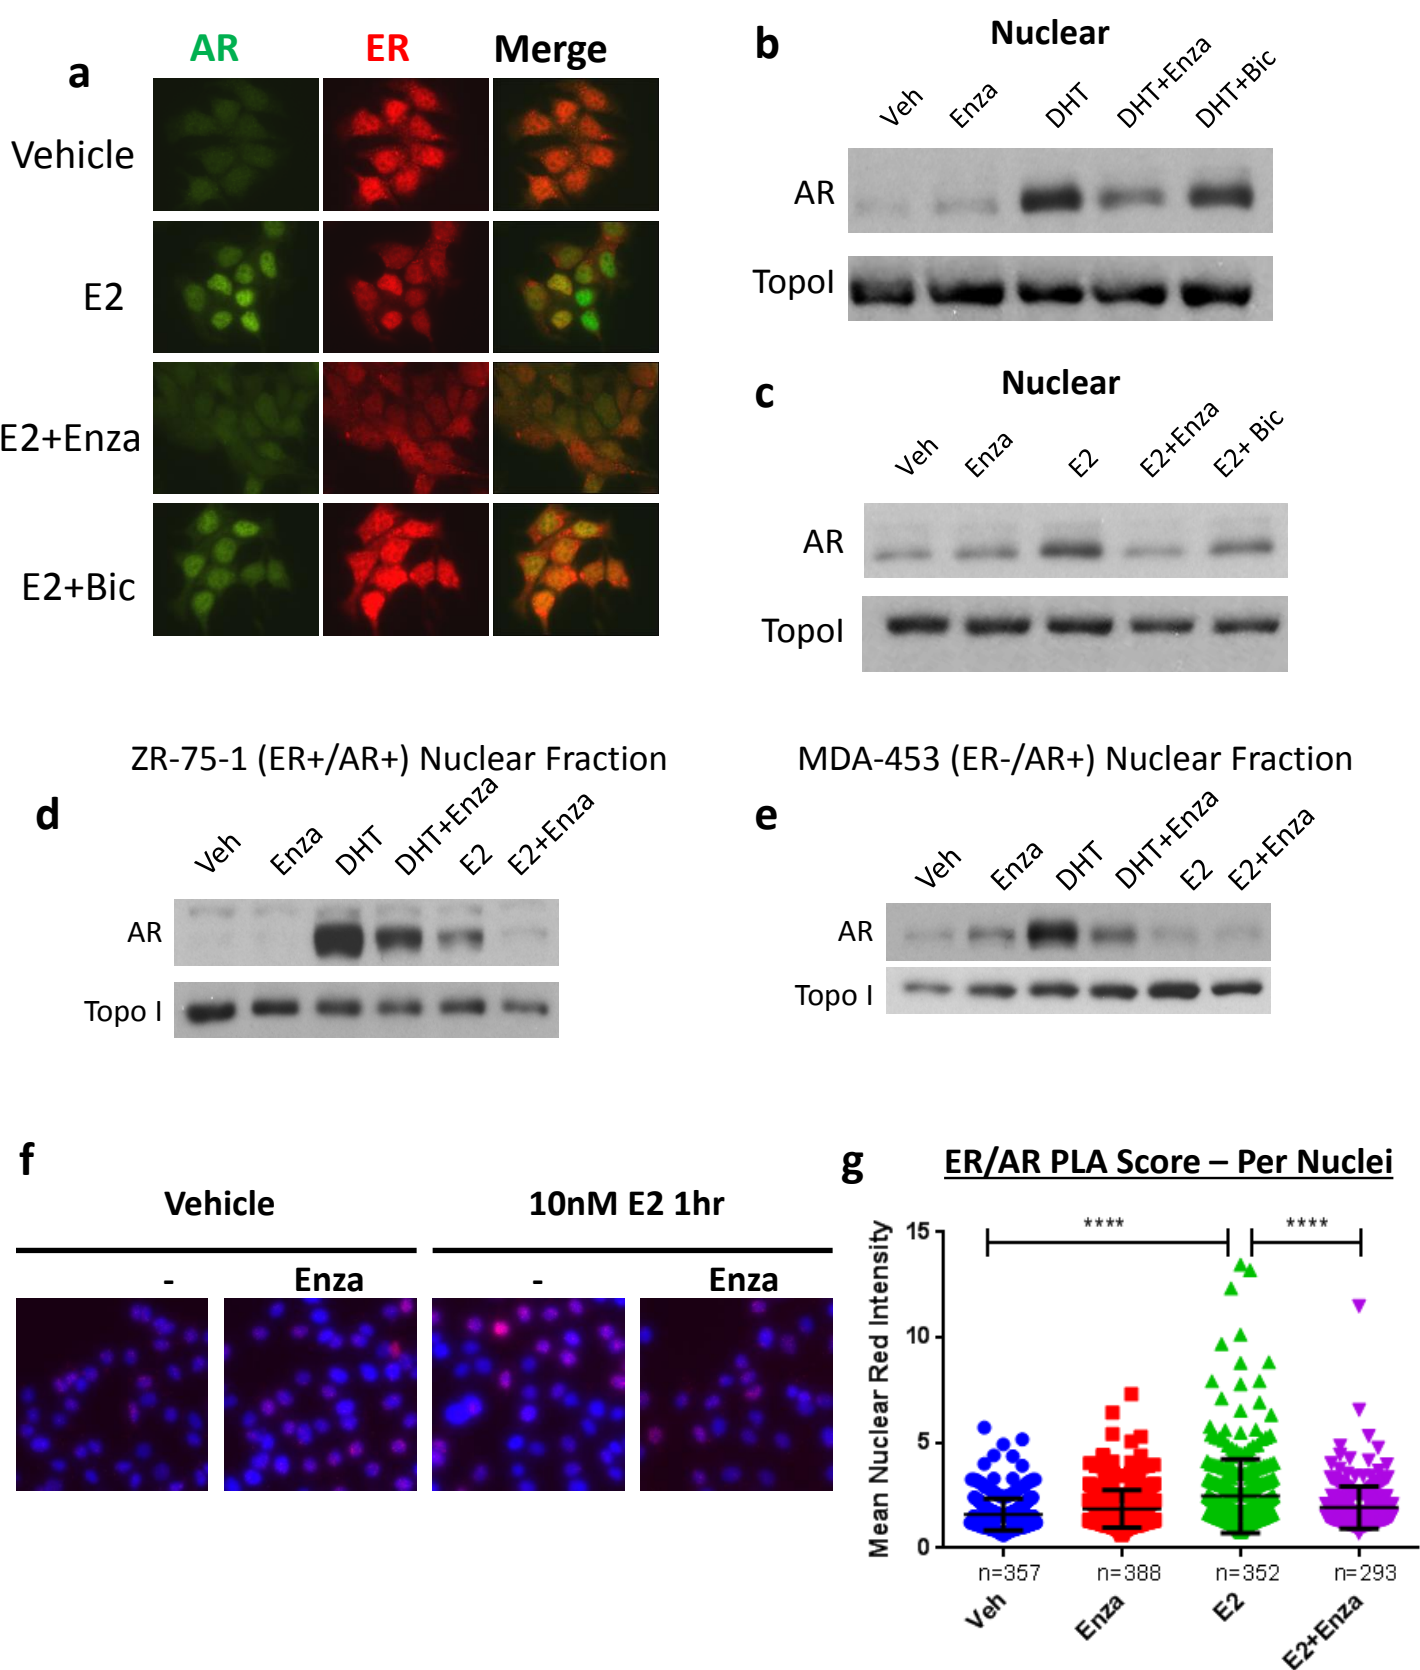 a
AR ER Merge
Vehicle
E2
E2+Enza
E2+Bic
b
Nuclear
Veh Enza DHT DHT+Enza DHT+Bic
AR
TopoI
c
Nuclear
Veh Enza E2 E2+Enza E2+ Bic
AR
TopoI
ZR-75-1 (ER+/AR+) Nuclear Fraction
d
Veh Enza DHT DHT+Enza E2 E2+Enza
AR
Topo I
MDA-453 (ER-/AR+) Nuclear Fraction
e
Veh Enza DHT DHT+Enza E2 E2+Enza
AR
Topo I
f
Vehicle 10nM E2 1hr
- Enza - Enza
g
ER/AR PLA Score – Per Nuclei
Mean Nuclear Red Intensity
15
10
5
0
**** ****
n=357 n=388 n=352 n=293
Veh Enza E2 E2+Enza